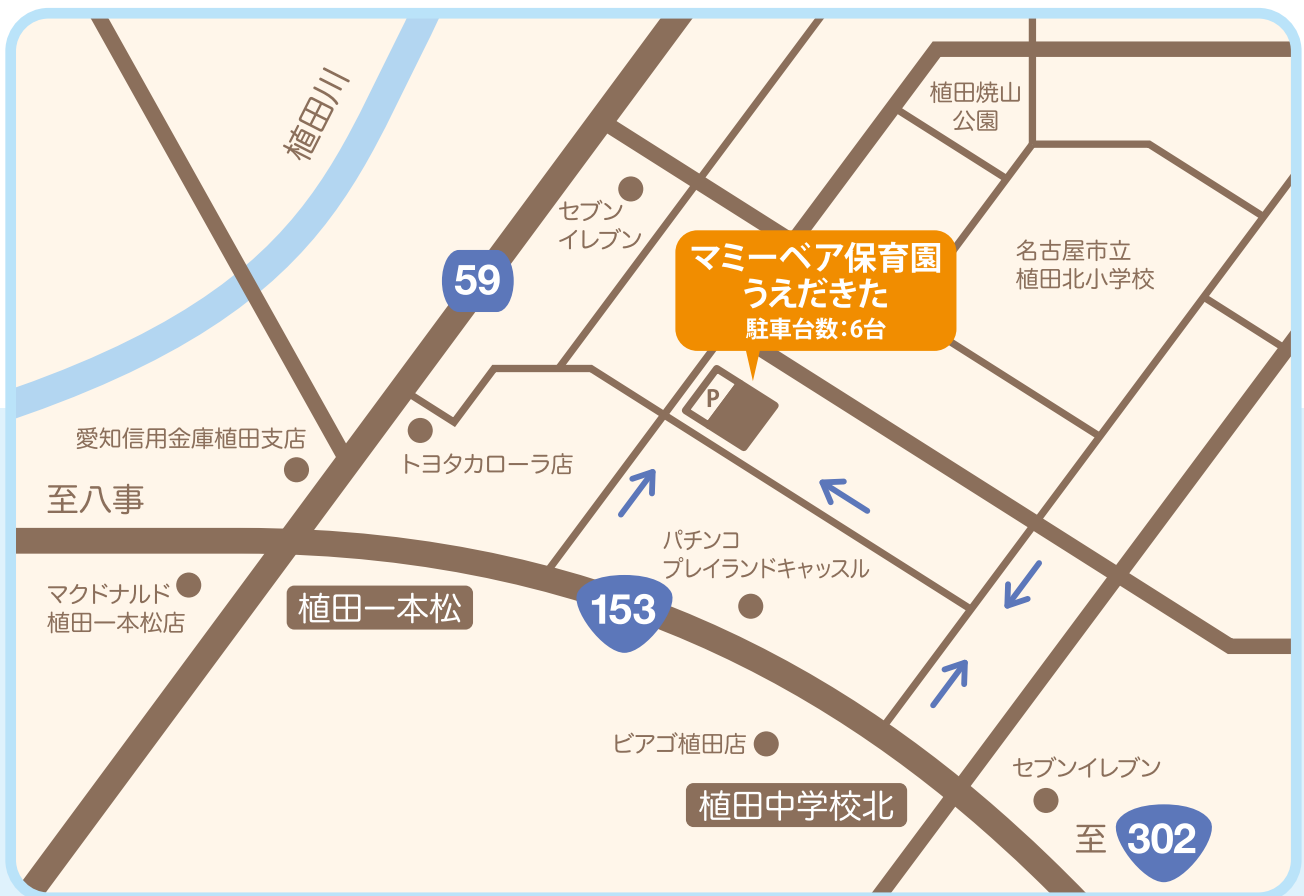 植田川
植田焼山
公園
セブン
イレブン
マミーベア保育園
うえだきた
駐車台数:6台
名古屋市立
植田北小学校
59
P
愛知信用金庫植田支店
トヨタカローラ店
至八事
パチンコ
プレイランドキャッスル
マクドナルド
植田一本松店
植田一本松
153
ピアゴ植田店
セブンイレブン
植田中学校北
至
302